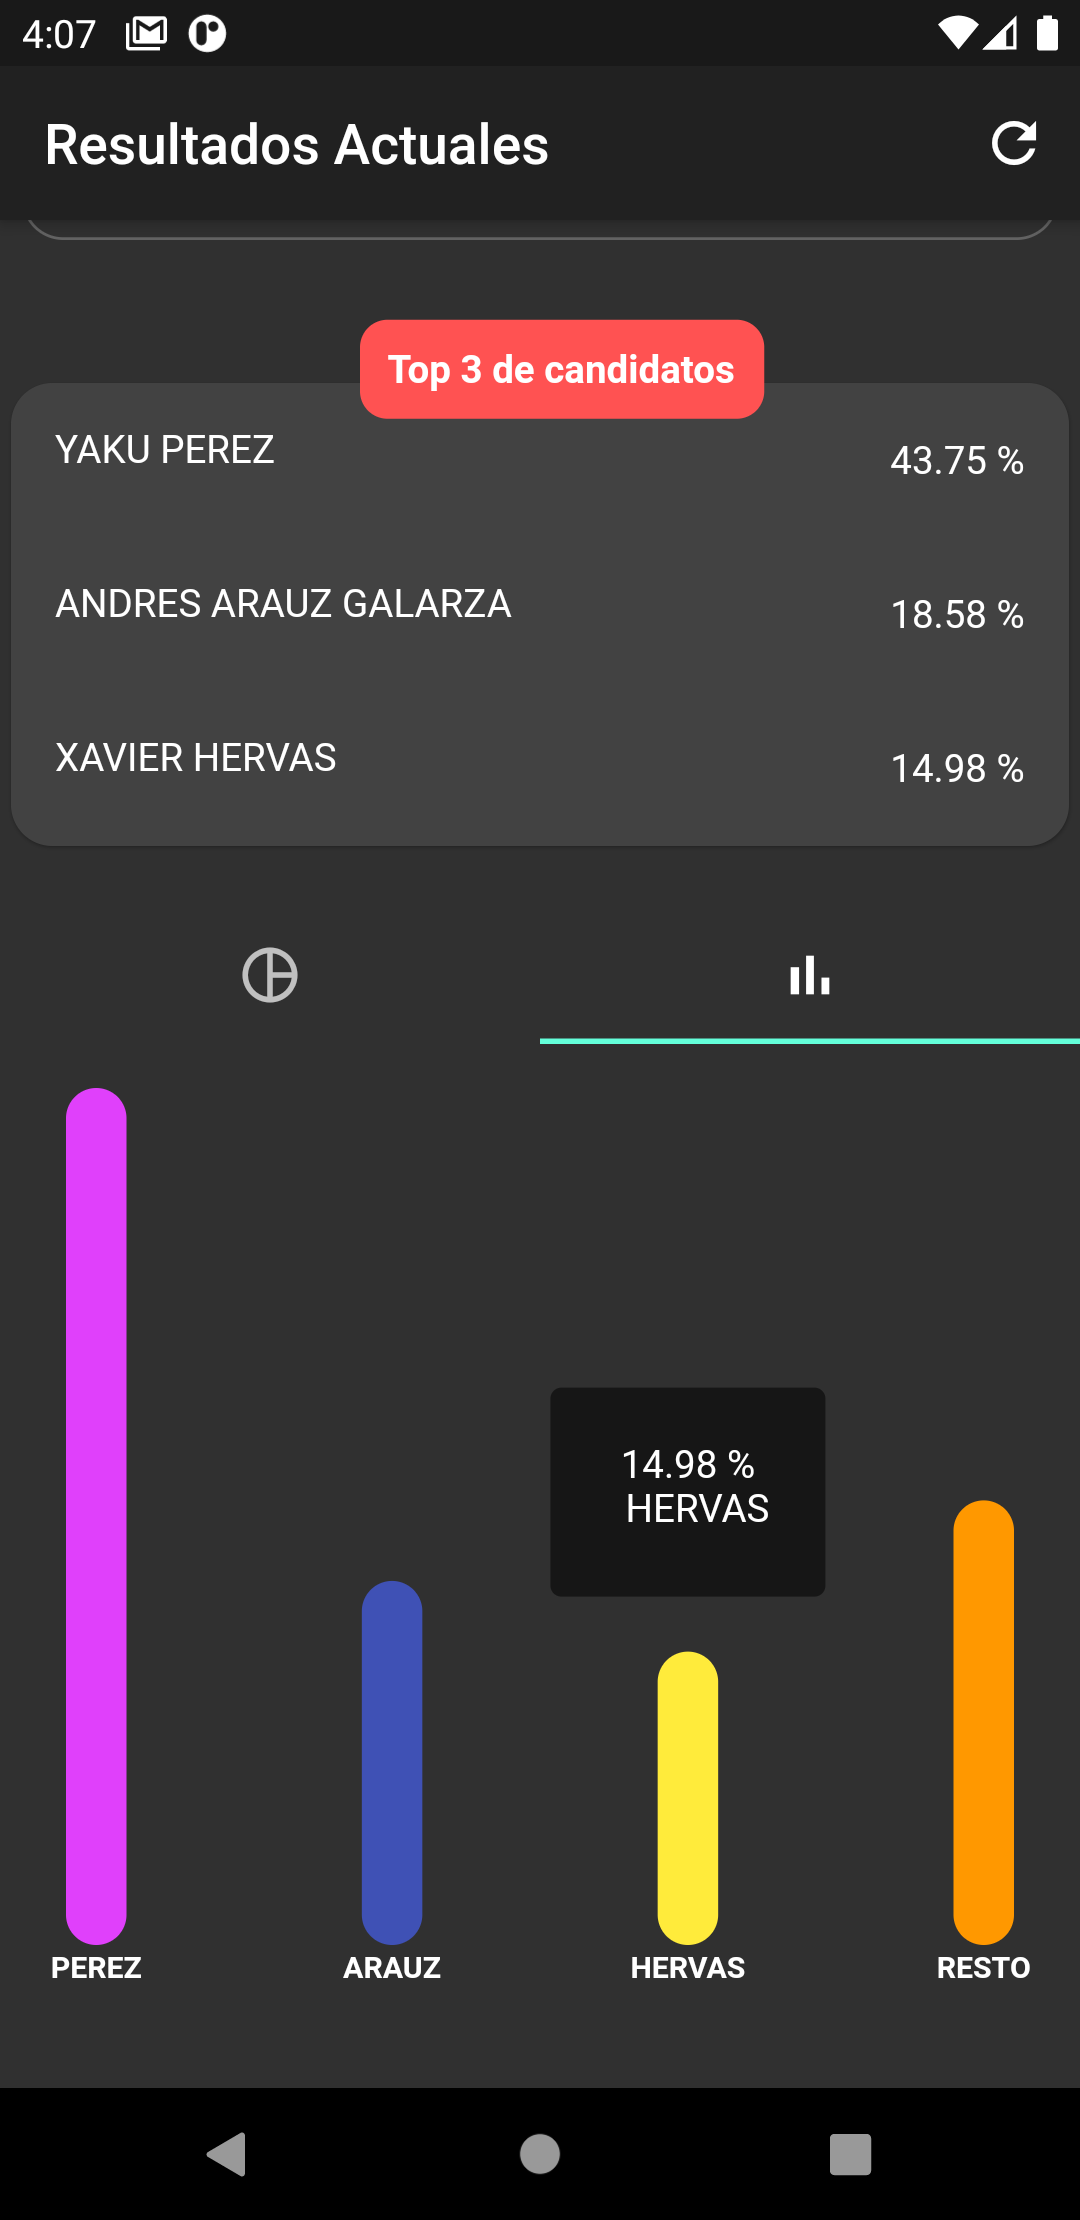 4:07
Resultados Actuales
Top 3 de candidatos
YAKU PEREZ
43.75 %
ANDRES ARAUZ GALARZA
18.58 %
XAVIER HERVAS
14.98 %
14.98 %
HERVAS
PEREZ
ARAUZ
HERVAS
RESTO